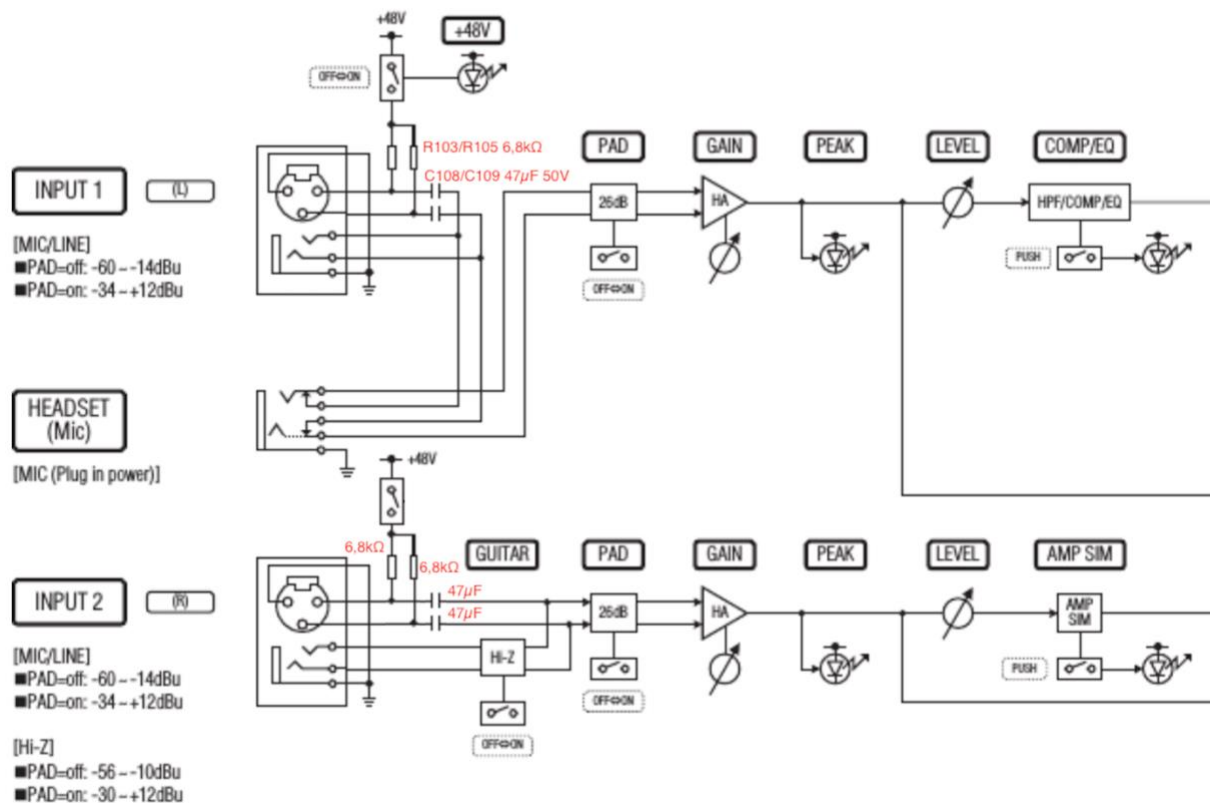 +48V
+48V
OFF⇔ON
R103/R105 6,8kΩ
C108/C109 47µF 50V
PAD
GAIN
PEAK
LEVEL
COMP/EQ
INPUT 1
(L)
26dB
HA
HPF/COMP/EQ
PUSH
OFF⇔ON
[MIC/LINE]
■PAD=off: -60 ~ -14dBu
■PAD=on: -34 ~ +12dBu
HEADSET
(Mic)
[MIC (Plug in power)]
+48V
6,8kΩ
6,8kΩ
GUITAR
PAD
GAIN
PEAK
LEVEL
AMP SIM
INPUT 2
(R)
47µF
47µF
26dB
HA
AMP
SIM
Hi-Z
PUSH
OFF⇔ON
OFF⇔ON
[MIC/LINE]
■PAD=off: -60 ~ -14dBu
■PAD=on: -34 ~ +12dBu
[Hi-Z]
■PAD=off: -56 ~ -10dBu
■PAD=on: -30 ~ +12dBu